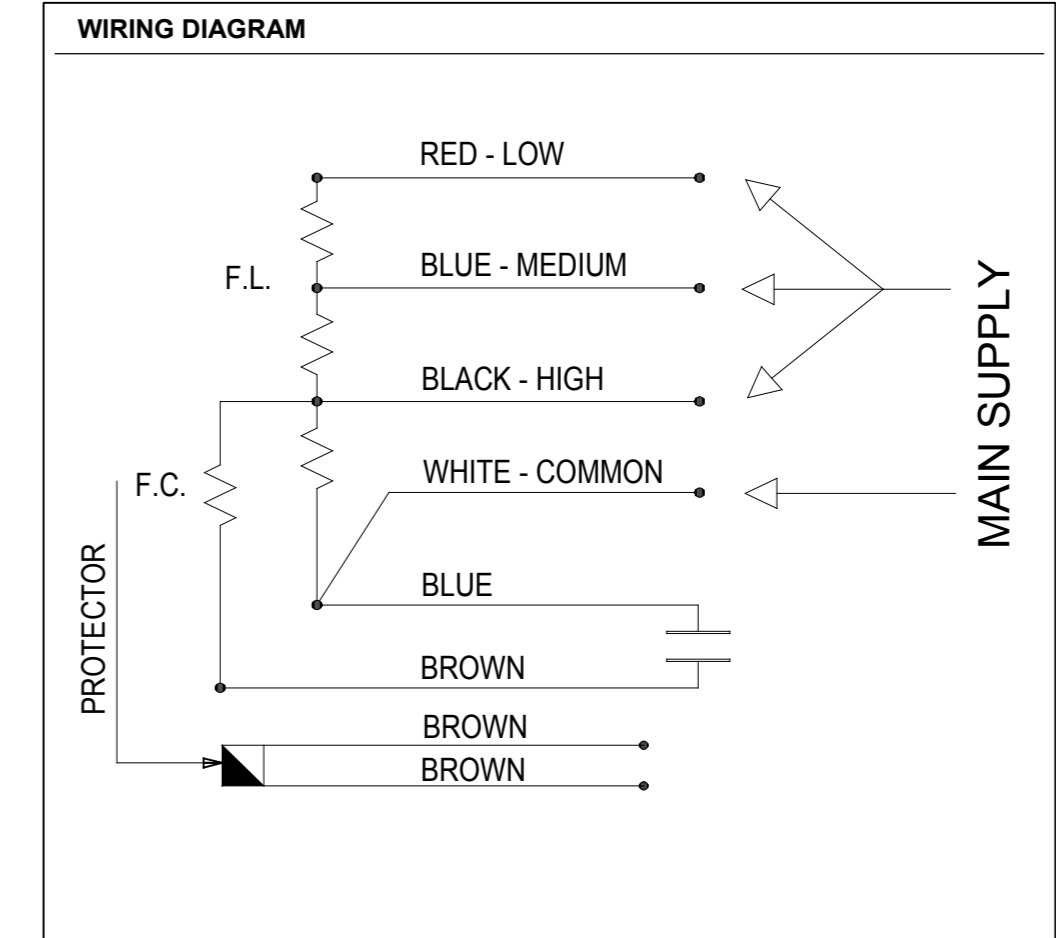 WIRING DIAGRAM
RED - LOW
F.L.
BLUE - MEDIUM
BLACK - HIGH
MAIN SUPPLY
WHITE - COMMON
F.C.
PROTECTOR
BLUE
BROWN
BROWN
BROWN